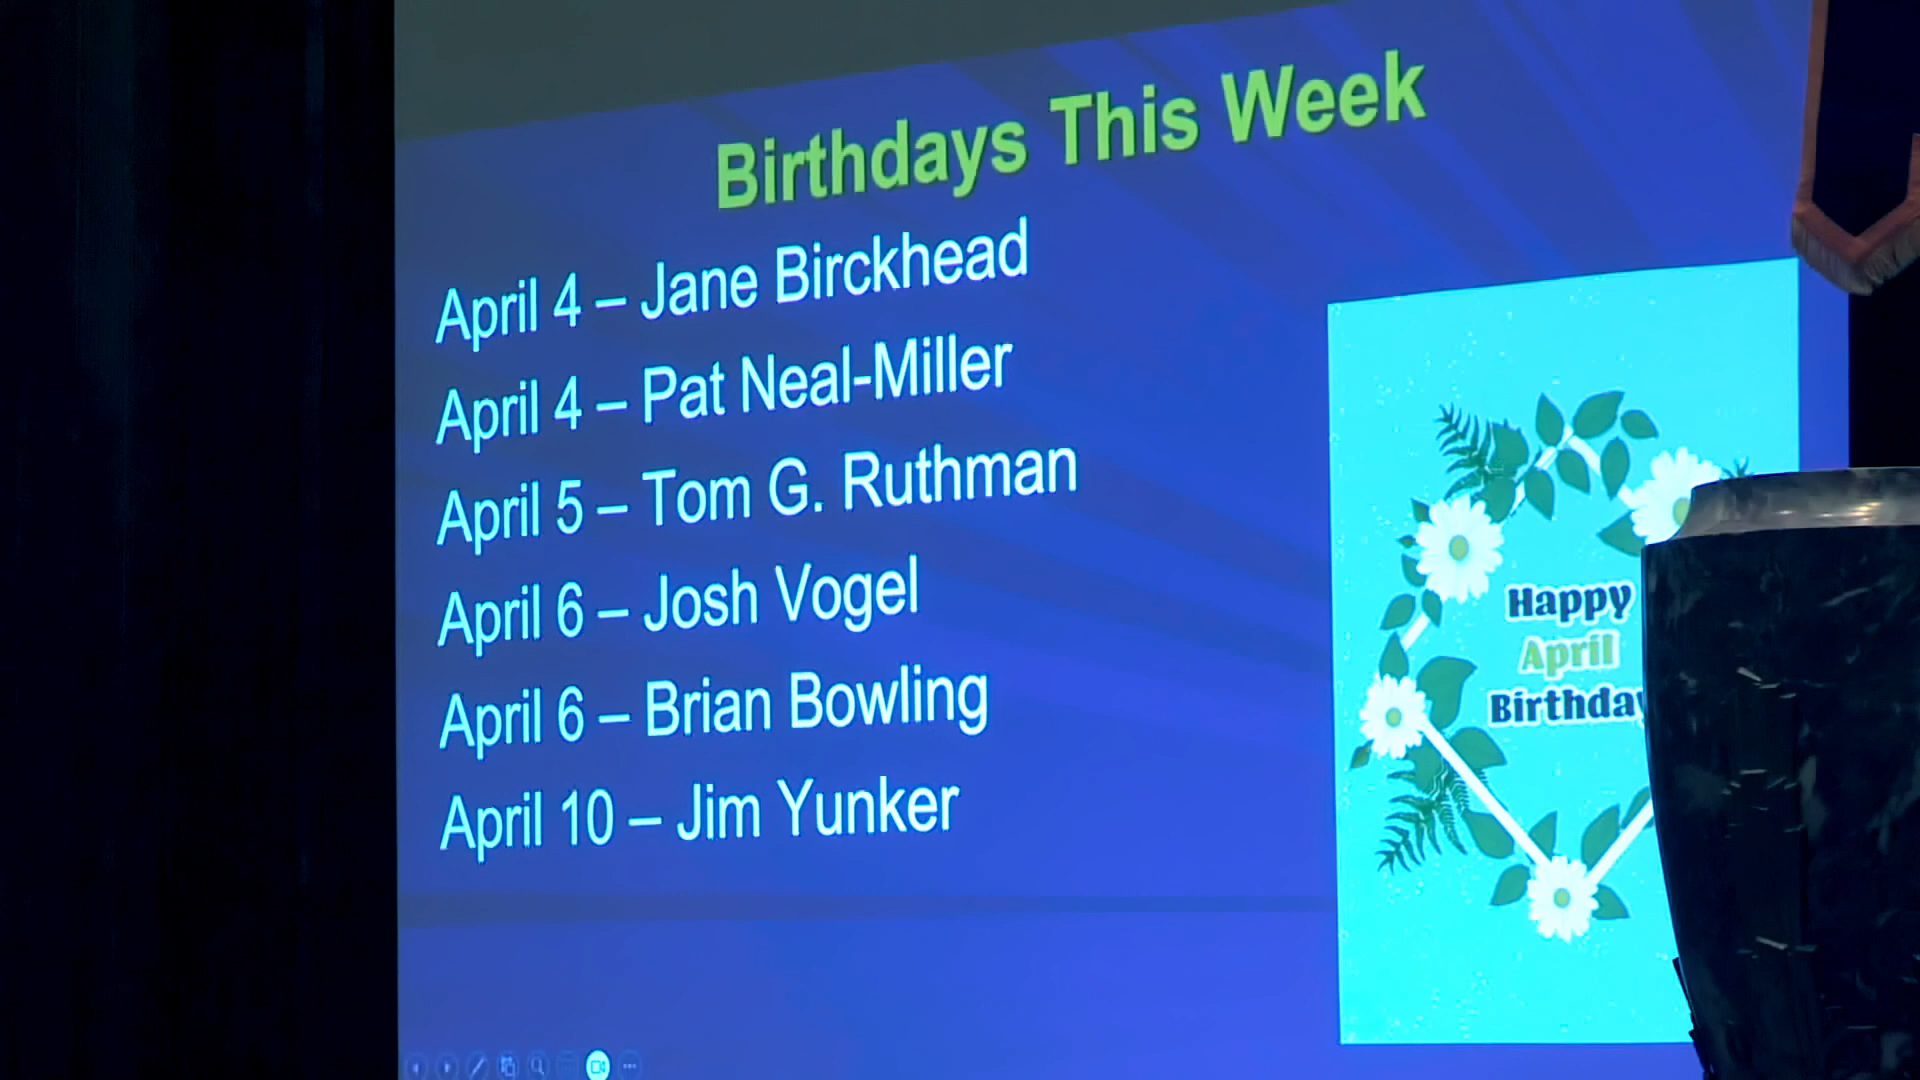 Birthdays This Week
April 4 – Jane Birckhead
April 4 – Pat Neal-Miller
April 5 – Tom G. Ruthman
April 6 – Josh Vogel
April 6 – Brian Bowling
April 10 – Jim Yunker
Happy
April
Birthday